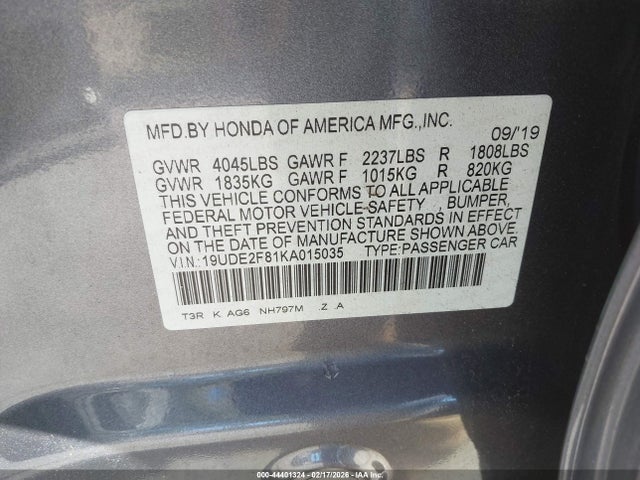 MFD.BY HONDA OF AMERICA MFG.,INC. 09/'19
GVWR 4045LBS GAWR F 2237LBS R 1808LBS
GVWR 1835KG GAWR F 1015KG R 820KG
THIS VEHICLE CONFORMS TO ALL APPLICABLE
FEDERAL MOTOR VEHICLE SAFETY , BUMPER,
AND THEFT PREVENTION STANDARDS IN EFFECT
ON THE DATE OF MANUFACTURE SHOWN ABOVE.
V.I.N.:19UDE2F81KA015035 TYPE:PASSENGER CAR
T3R K AG6 NH797M .Z .A
000-44401324 | 02/17/2026 - © IAA Holdings, LLC